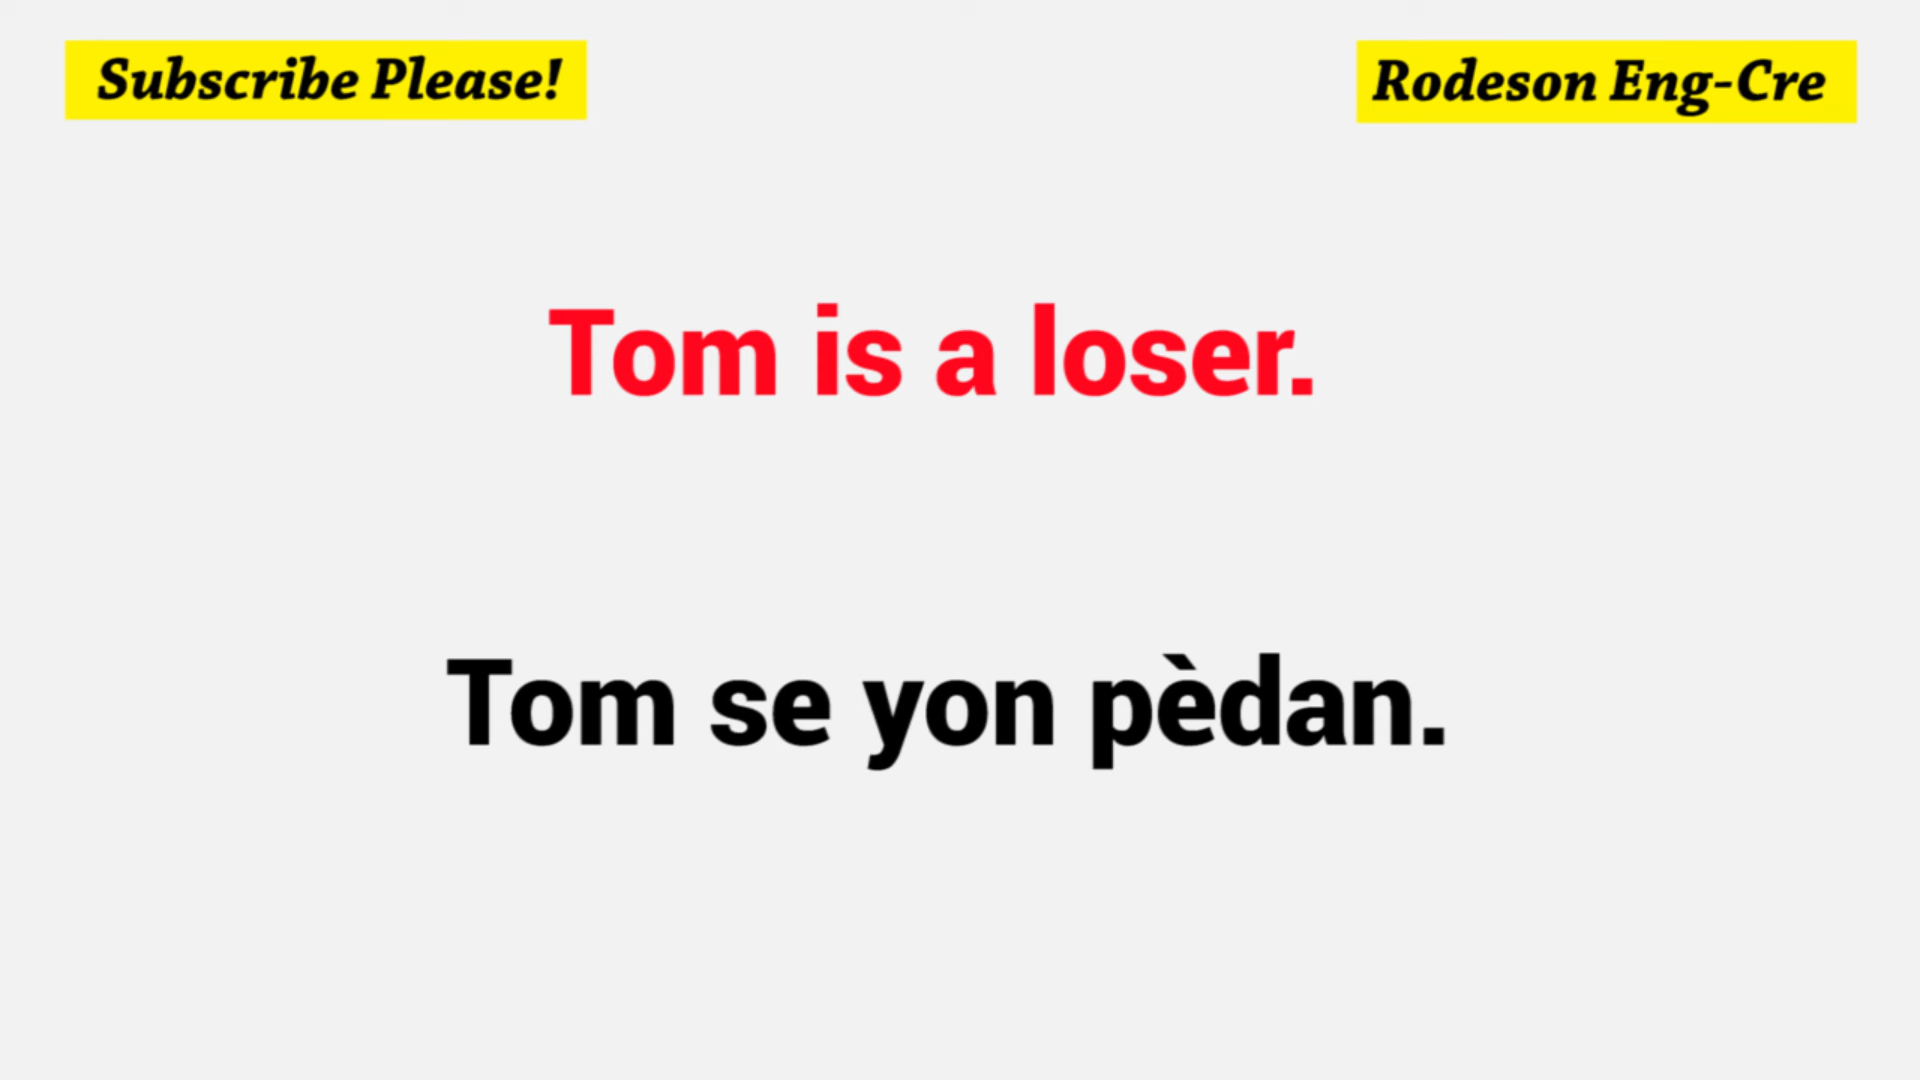 Subscribe Please!
Rodeson Eng-Cre
Tom is a loser.
Tom se yon pèdan.